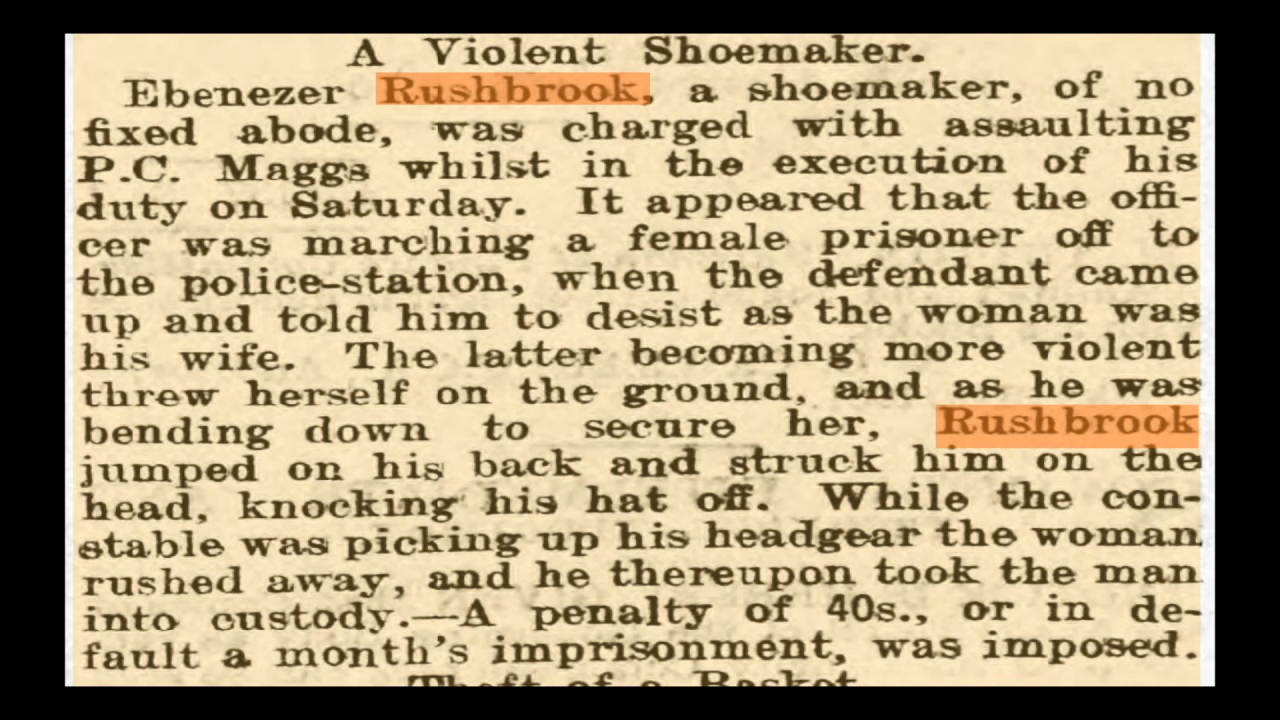 A Violent Shoemaker.
Ebenezer Rushbrook, a shoemaker, of no
fixed abode, was charged with assaulting
P.C. Maggs whilst in the execution of his
duty on Saturday. It appeared that the offi-
cer was marching a female prisoner off to
the police-station, when the defendant came
up and told him to desist as the woman was
his wife. The latter becoming more violent
threw herself on the ground, and as he was
bending down to secure her, Rushbrook
jumped on his back and struck him on the
head, knocking his hat off. While the con-
stable was picking up his headgear the woman
rushed away, and he thereupon took the man
into custody.—A penalty of 40s., or in de-
fault a month's imprisonment, was imposed.
Theft of a Basket